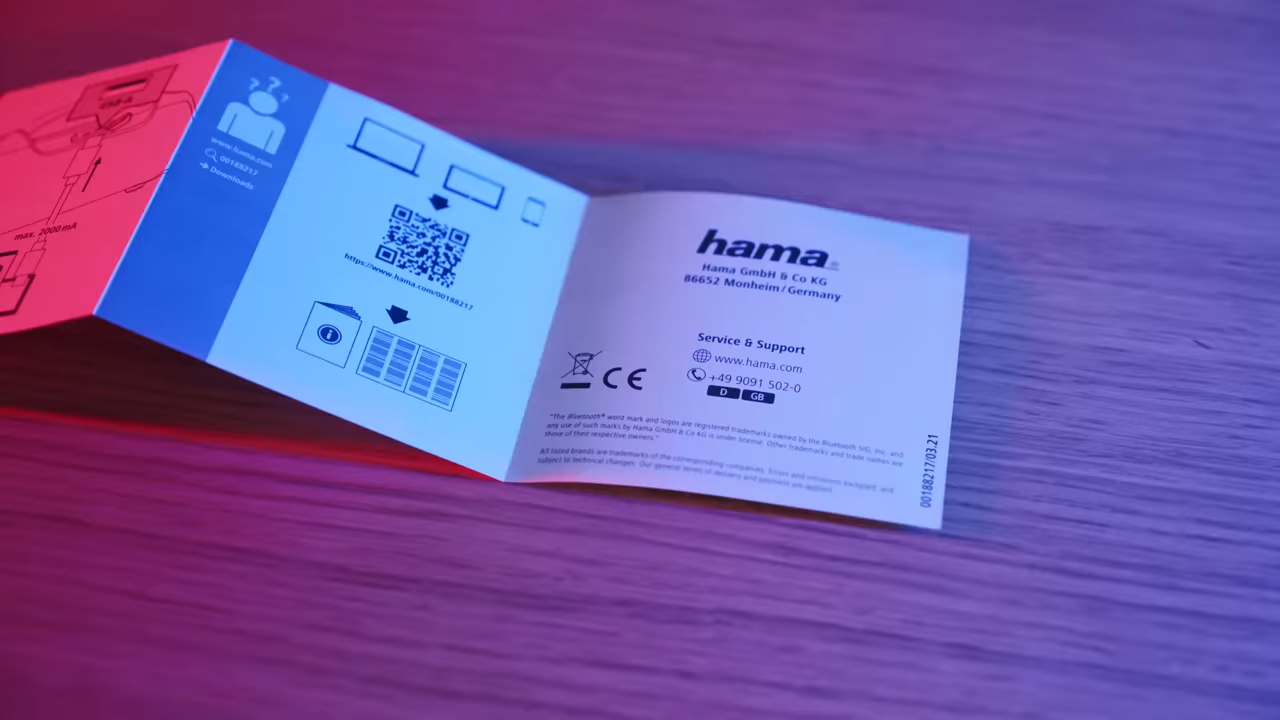 USB-A
max. 2000 mA
? ? ?
www.hama.com
00188217
Downloads
https://www.hama.com/00188217
i
hama®
Hama GmbH & Co KG
86652 Monheim/Germany
Service & Support
www.hama.com
+49 9091 502-0
D GB
CE
"The Bluetooth® word mark and logos are registered trademarks owned by the Bluetooth SIG, Inc. and
any use of such marks by Hama GmbH & Co KG is under license. Other trademarks and trade names are
those of their respective owners."
All listed brands are trademarks of the corresponding companies. Errors and omissions excepted, and
subject to technical changes. Our general terms of delivery and payment are applied.
00188217/03.21